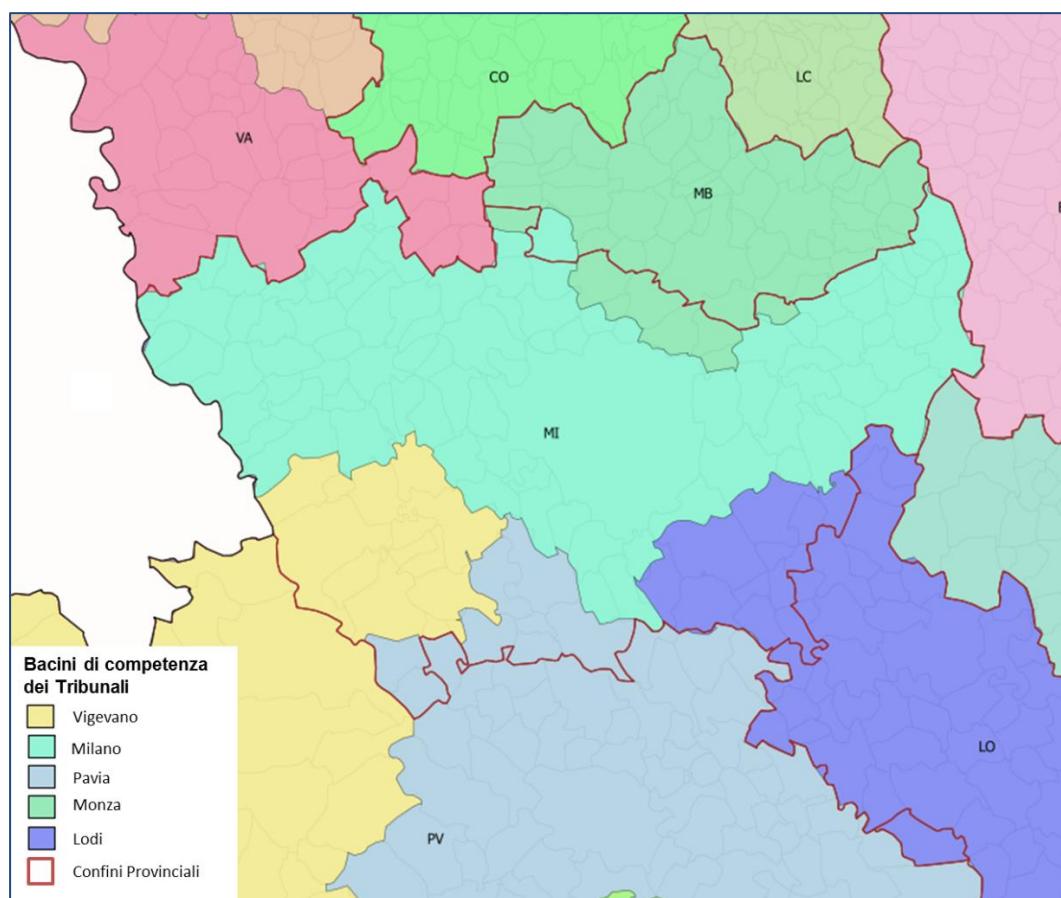 CO
LC
VA
MB
MI
LO
PV
Bacini di competenza
dei Tribunali
Vigevano
Milano
Pavia
Monza
Lodi
Confini Provinciali